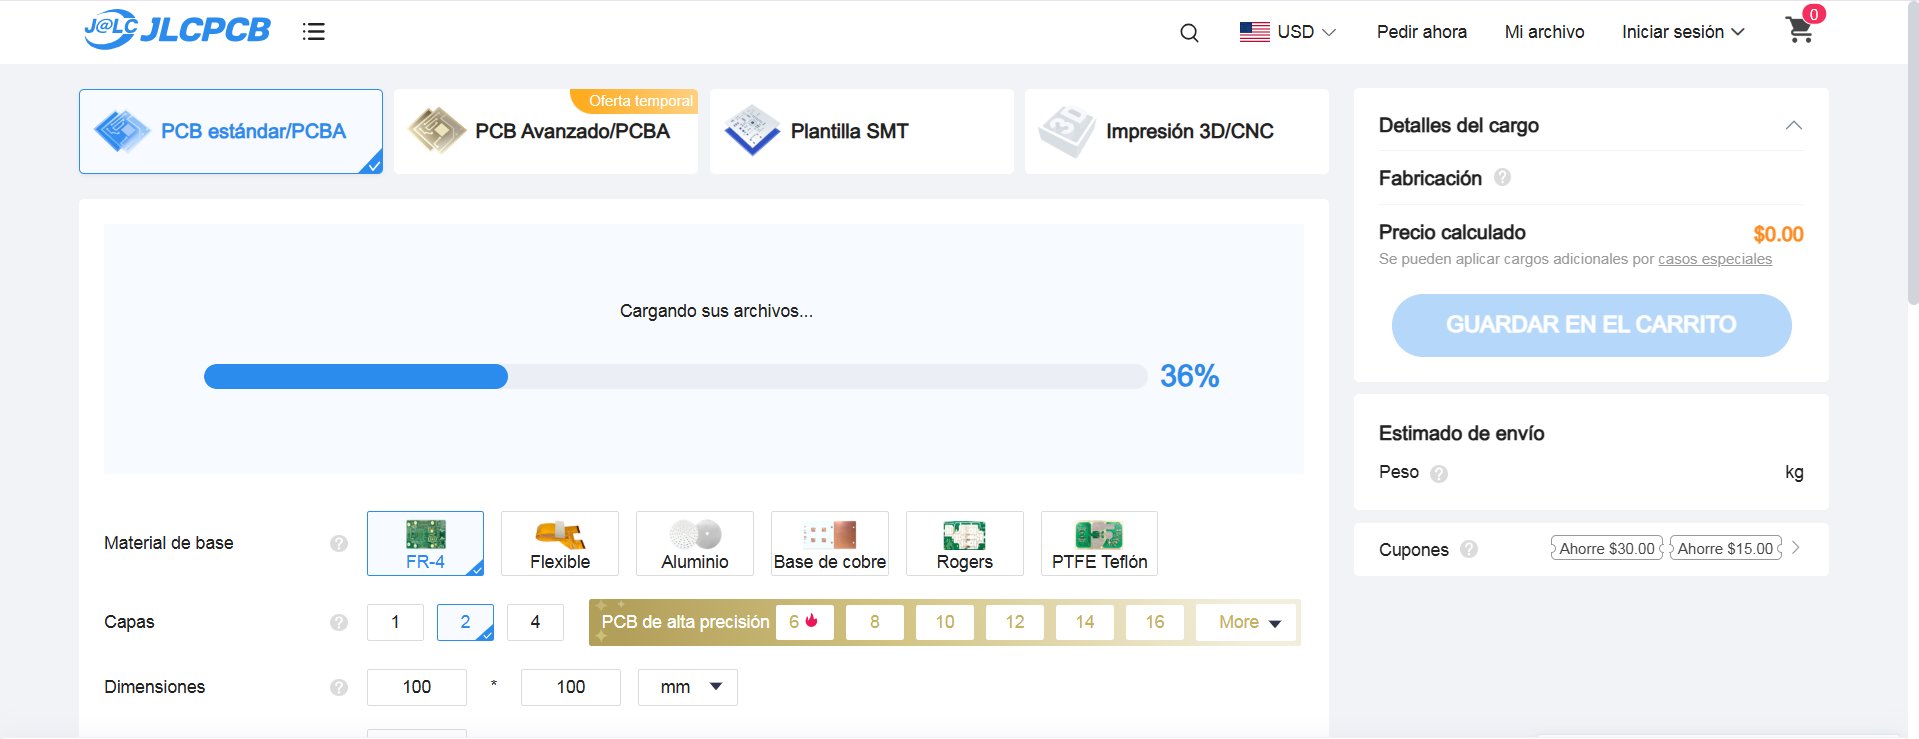 J@LC JLCPCB
USD
Pedir ahora
Mi archivo
Iniciar sesión
0
PCB estándar/PCBA
Oferta temporal
PCB Avanzado/PCBA
Plantilla SMT
3D
Impresión 3D/CNC
Cargando sus archivos...
36%
Material de base
?
FR-4
Flexible
Aluminio
Base de cobre
Rogers
PTFE Teflón
Capas
?
1
2
4
PCB de alta precisión
6
8
10
12
14
16
More
Dimensiones
?
100
*
100
mm
Detalles del cargo
Fabricación
?
Precio calculado
$0.00
Se pueden aplicar cargos adicionales por casos especiales
GUARDAR EN EL CARRITO
Estimado de envío
Peso
?
kg
Cupones
?
Ahorre $30.00
Ahorre $15.00